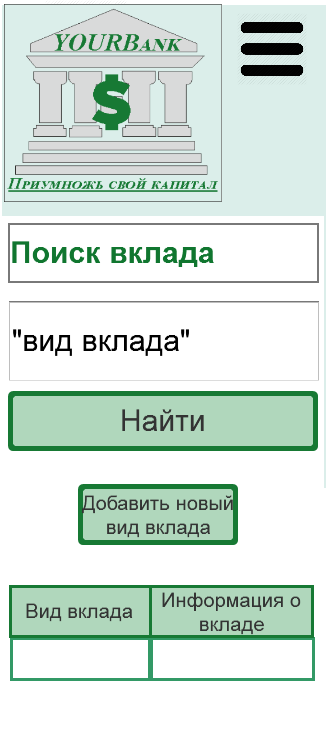 YOURBANK
$
Приумножь свой капитал
Поиск вклада
"вид вклада"
Найти
Добавить новый
вид вклада
Вид вклада
Информация о
вкладе